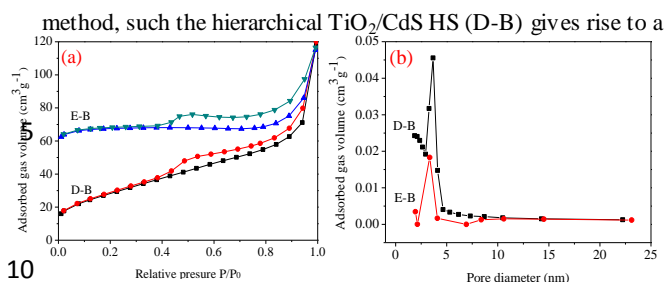 method, such the hierarchical TiO2/CdS HS (D-B) gives rise to a
(a)
120
100
80
60
40
20
0
Adsorbed gas volume (cm3g-1)
E-B
D-B
0.0 0.2 0.4 0.6 0.8 1.0
Relative presure P/P0
5
10
(b)
0.05
0.04
0.03
0.02
0.01
0.00
Adsorbed gas volume (cm3g-1)
D-B
E-B
0 5 10 15 20 25
Pore diameter (nm)